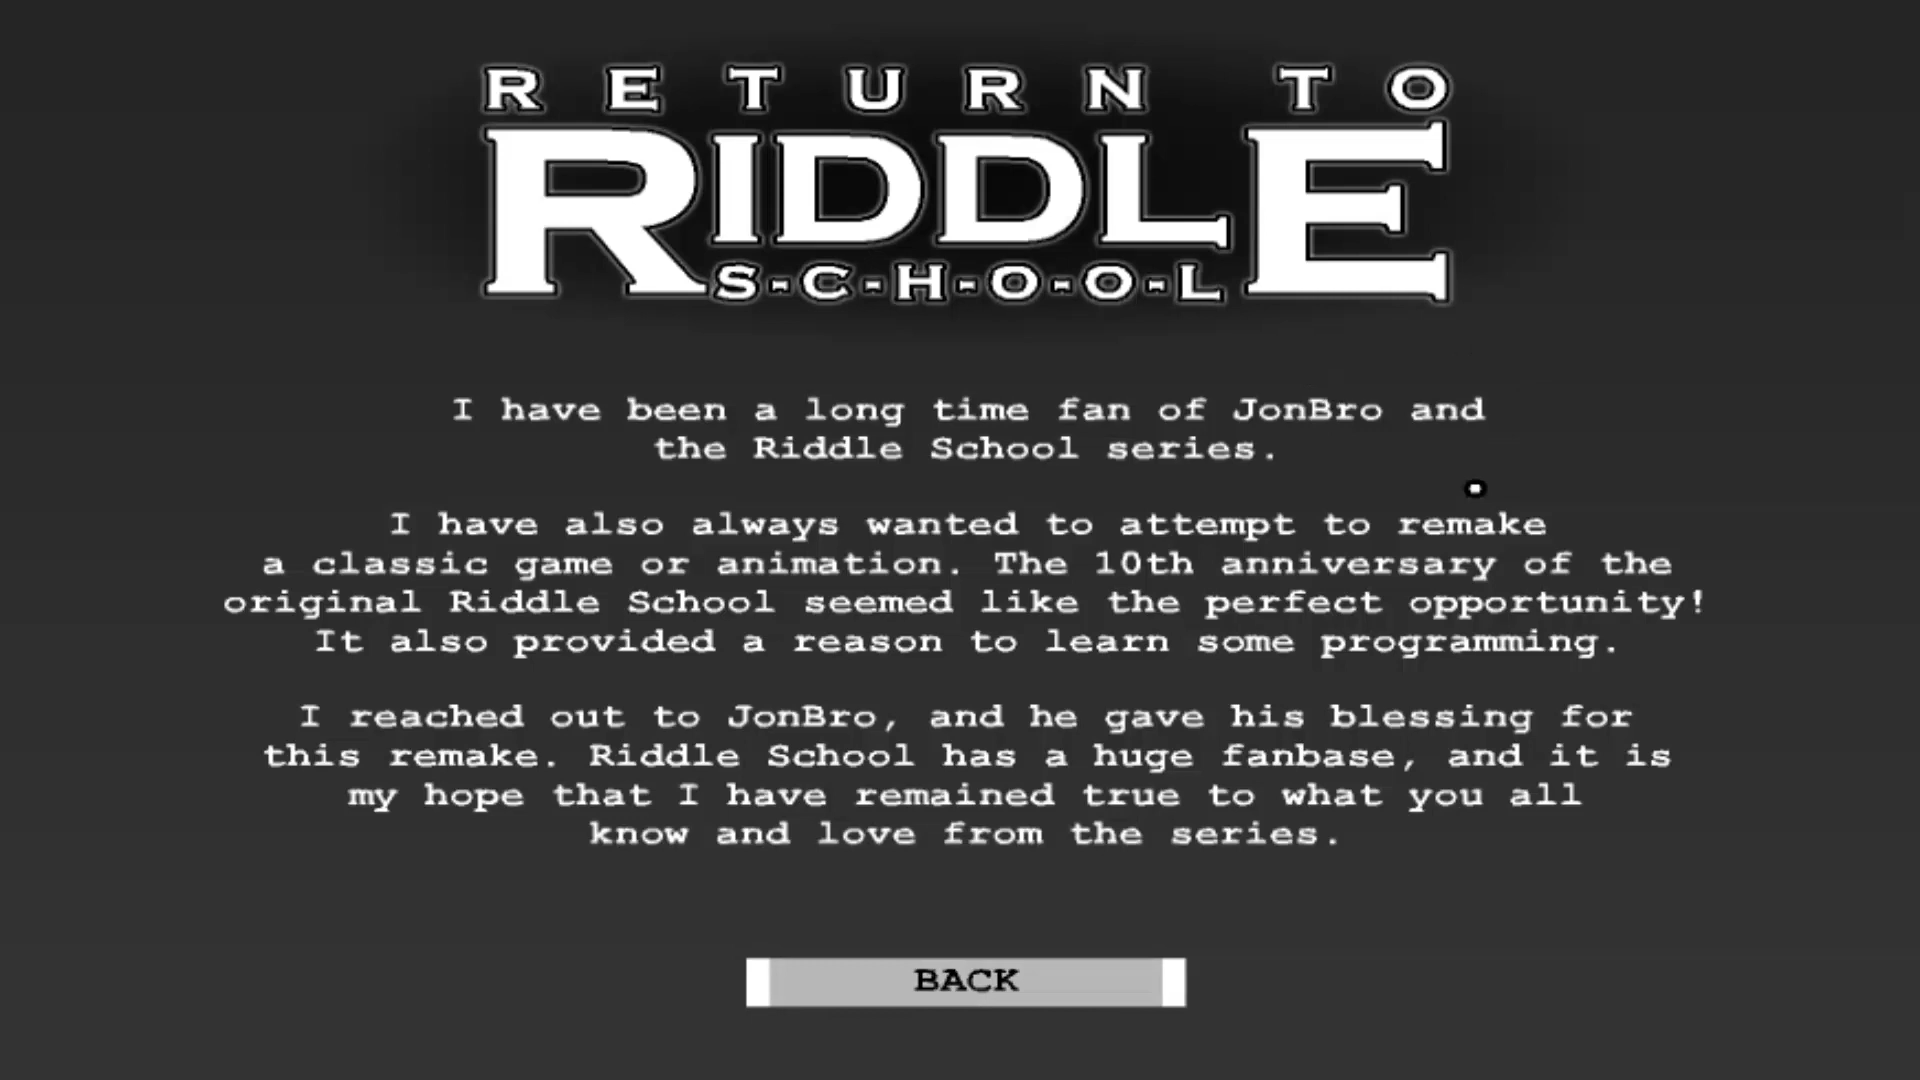 RETURN TO
RIDDLE
S-C-H-O-O-L
I have been a long time fan of JonBro and
the Riddle School series.
I have also always wanted to attempt to remake
a classic game or animation. The 10th anniversary of the
original Riddle School seemed like the perfect opportunity!
It also provided a reason to learn some programming.
I reached out to JonBro, and he gave his blessing for
this remake. Riddle School has a huge fanbase, and it is
my hope that I have remained true to what you all
know and love from the series.
BACK